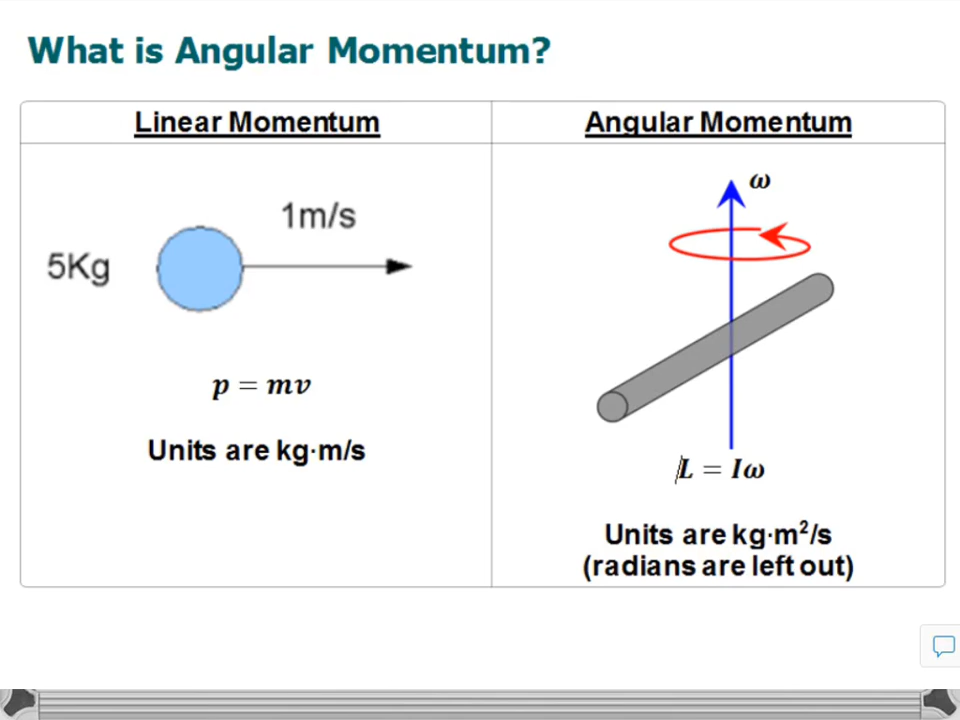 What is Angular Momentum?
Linear Momentum
Angular Momentum
ω
1m/s
5Kg
p = mv
Units are kg·m/s
L = Iω
Units are kg·m²/s
(radians are left out)